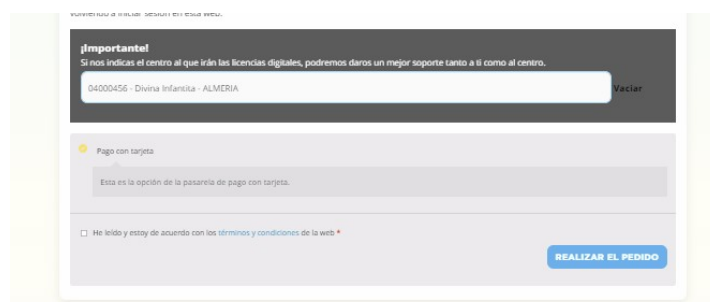 volviendo a iniciar sesión en esta web.
¡Importante!
Si nos indicas el centro al que irán las licencias digitales, podremos daros un mejor soporte tanto a ti como al centro.
04000456 - Divina Infantita - ALMERIA
Vaciar
Pago con tarjeta
Esta es la opción de la pasarela de pago con tarjeta.
He leído y estoy de acuerdo con los términos y condiciones de la web *
REALIZAR EL PEDIDO